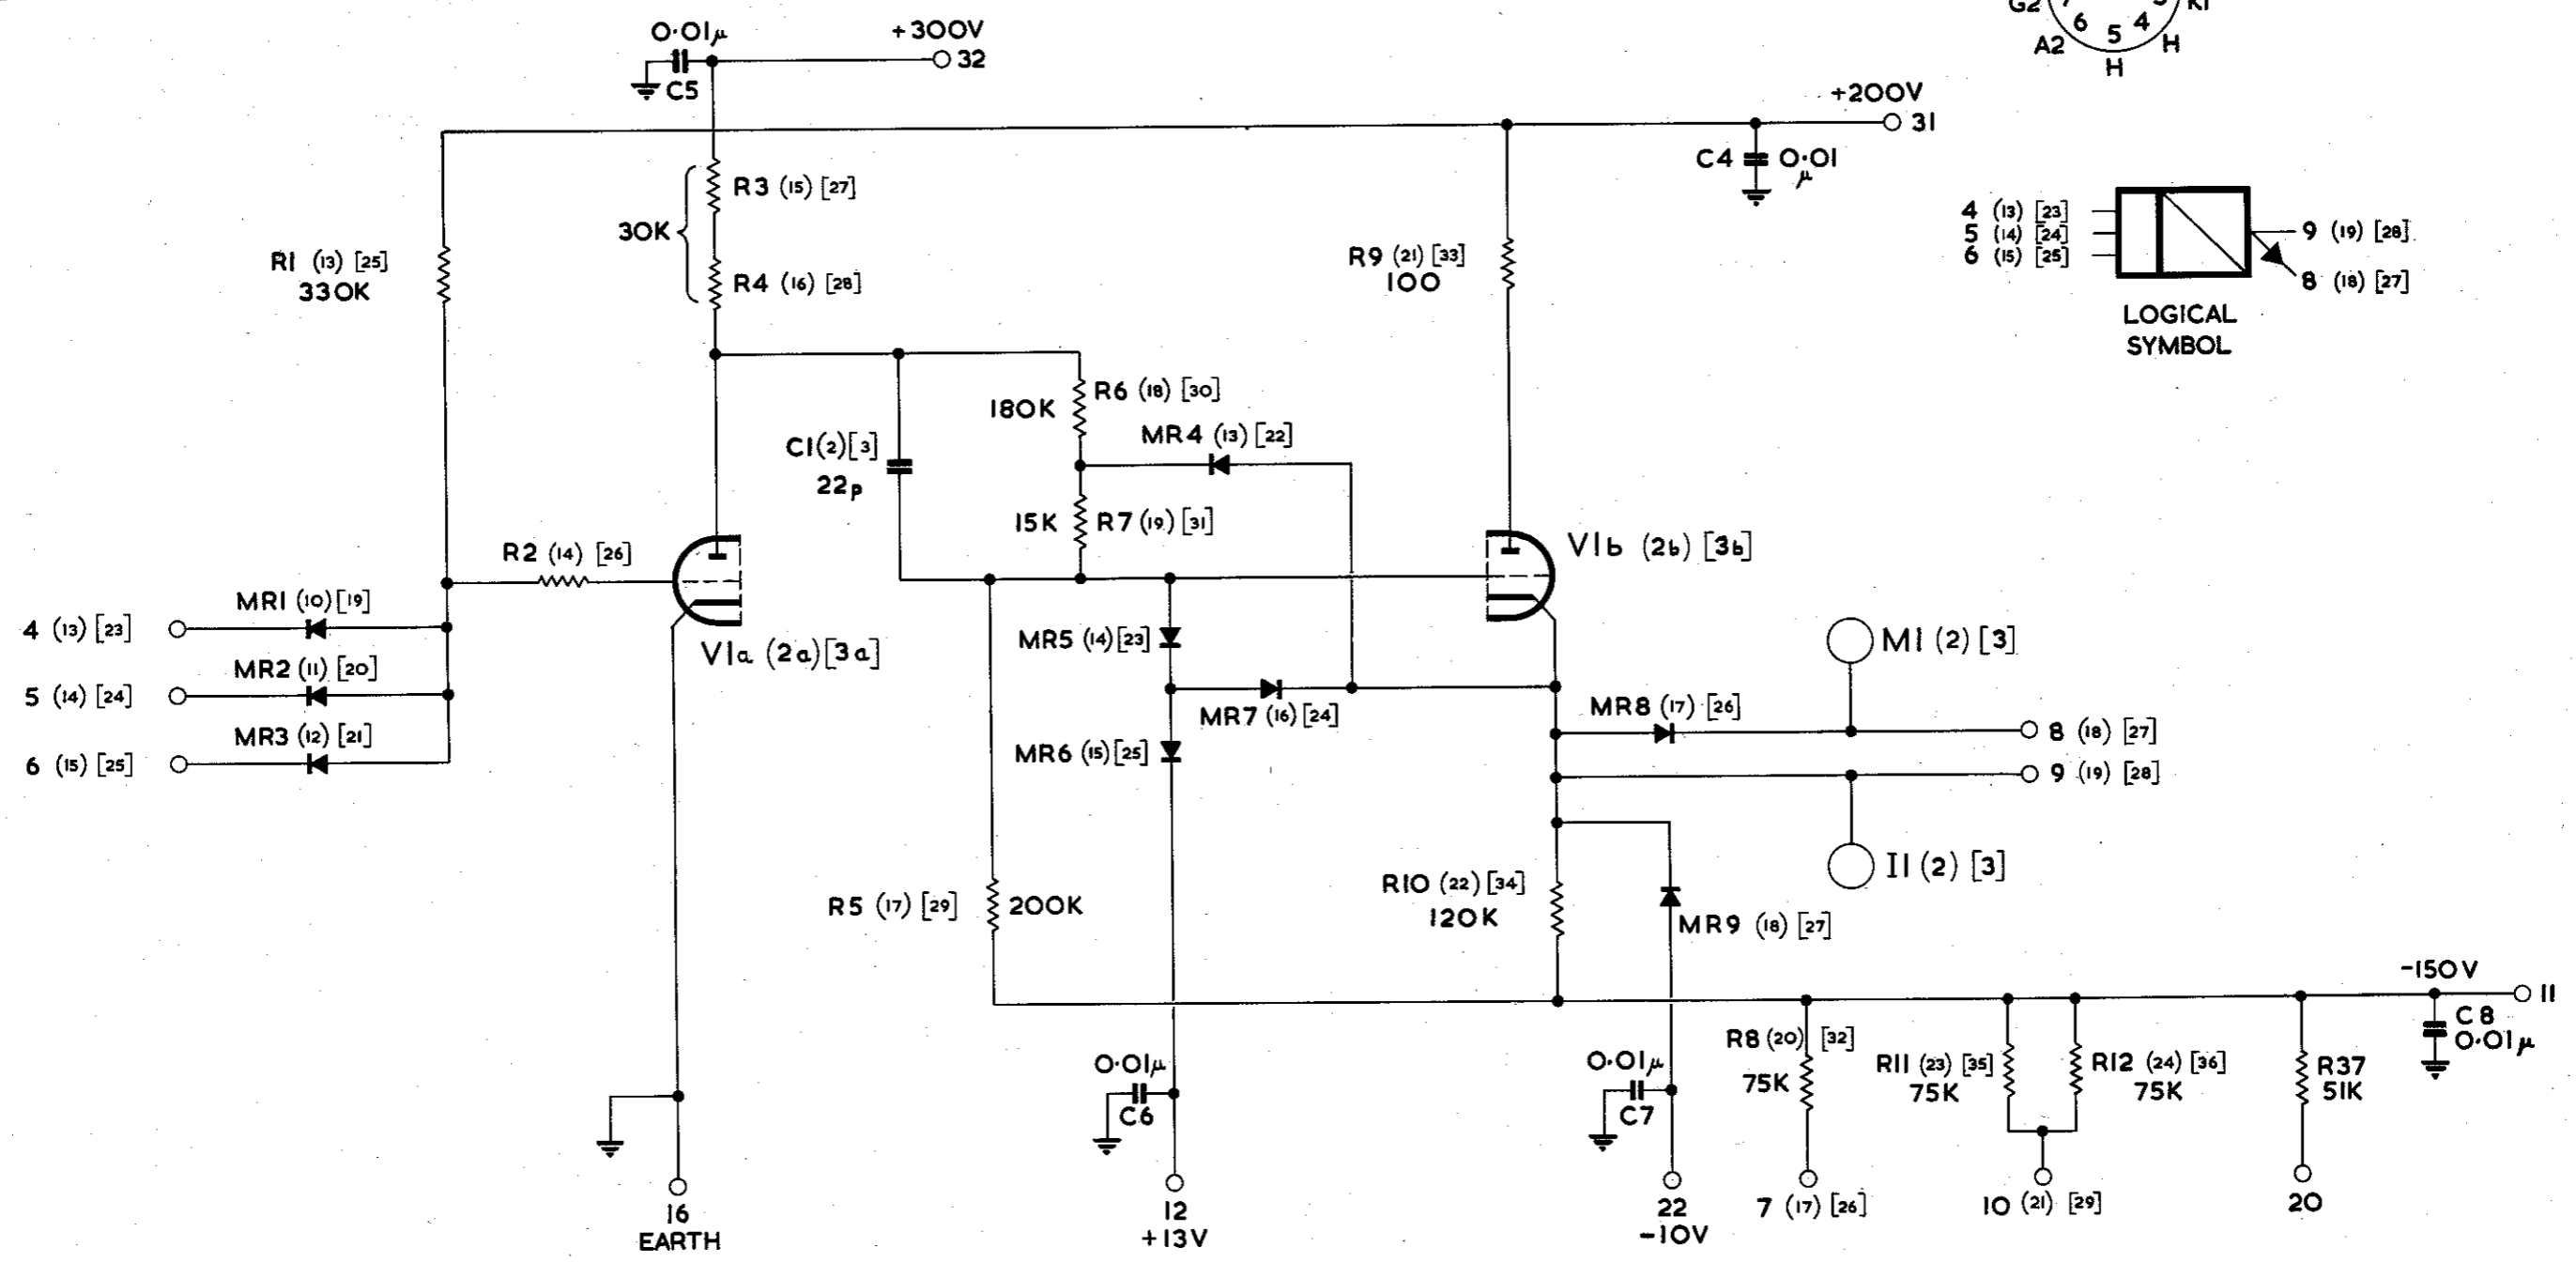 0·01μ
C5
+300V
32
G2
7
6
5
4
3
K1
A2
H
H
+200V
31
C4 0·01
μ
R3 (15) [27]
30K
R4 (16) [28]
R1 (13) [25]
330K
R9 (21) [33]
100
4 (13) [23]
5 (14) [24]
6 (15) [25]
9 (19) [28]
8 (18) [27]
LOGICAL
SYMBOL
R6 (18) [30]
180K
MR4 (13) [22]
C1 (2) [3]
22p
15K R7 (19) [31]
R2 (14) [26]
V1a (2a) [3a]
V1b (2b) [3b]
MR1 (10) [19]
4 (13) [23]
MR2 (11) [20]
5 (14) [24]
MR3 (12) [21]
6 (15) [25]
MR5 (14) [23]
MR7 (16) [24]
MR6 (15) [25]
M1 (2) [3]
MR8 (17) [26]
8 (18) [27]
9 (19) [28]
I1 (2) [3]
R5 (17) [29] 200K
R10 (22) [34]
120K
MR9 (18) [27]
-150V
11
C8
0·01μ
0·01μ
C6
0·01μ
C7
R8 (20) [32]
75K
R11 (23) [35]
75K
R12 (24) [36]
75K
R37
51K
16
EARTH
12
+13V
22
-10V
7 (17) [26]
10 (21) [29]
20